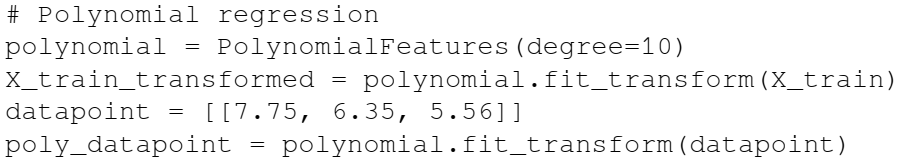 # Polynomial regression
polynomial = PolynomialFeatures(degree=10)
X_train_transformed = polynomial.fit_transform(X_train)
datapoint = [[7.75, 6.35, 5.56]]
poly_datapoint = polynomial.fit_transform(datapoint)